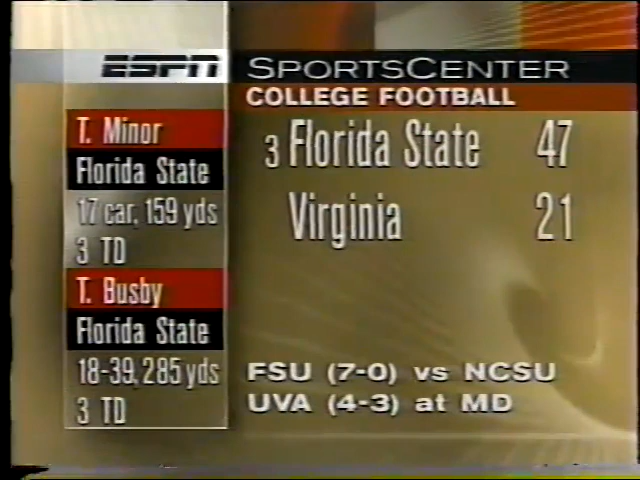 ESPN SPORTSCENTER
COLLEGE FOOTBALL
T. Minor
Florida State
17 car, 159 yds
3 TD
T. Busby
Florida State
18-39, 285 yds
3 TD
3 Florida State 47
Virginia 21
FSU (7-0) vs NCSU
UVA (4-3) at MD